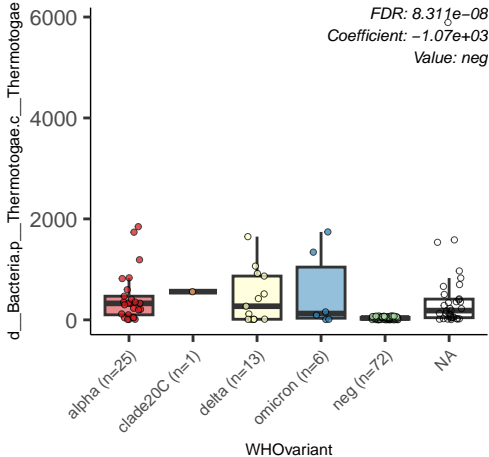 FDR: 8.311e−08
Coefficient: −1.07e+03
Value: neg
d__Bacteria.p__Thermotogae.c__Thermotogae
6000
4000
2000
0
alpha (n=25)
clade20C (n=1)
delta (n=13)
omicron (n=6)
neg (n=72)
NA
WHOvariant